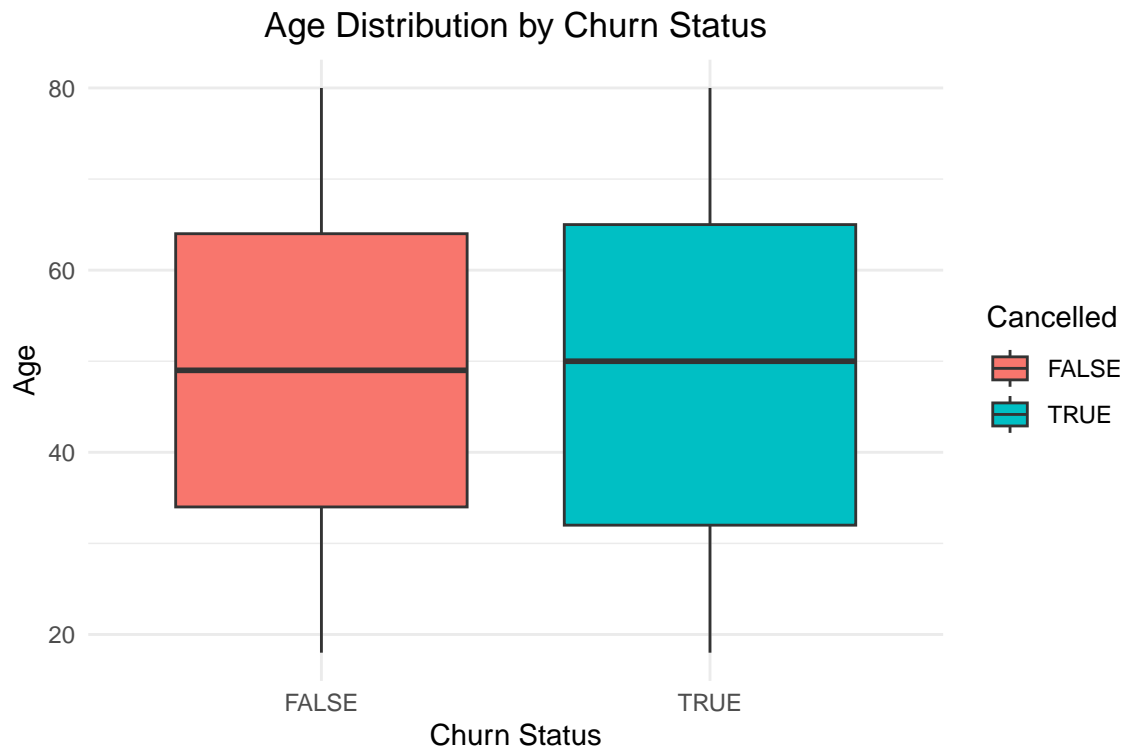 Age Distribution by Churn Status
80
60
40
20
Age
FALSE
TRUE
Churn Status
Cancelled
FALSE
TRUE